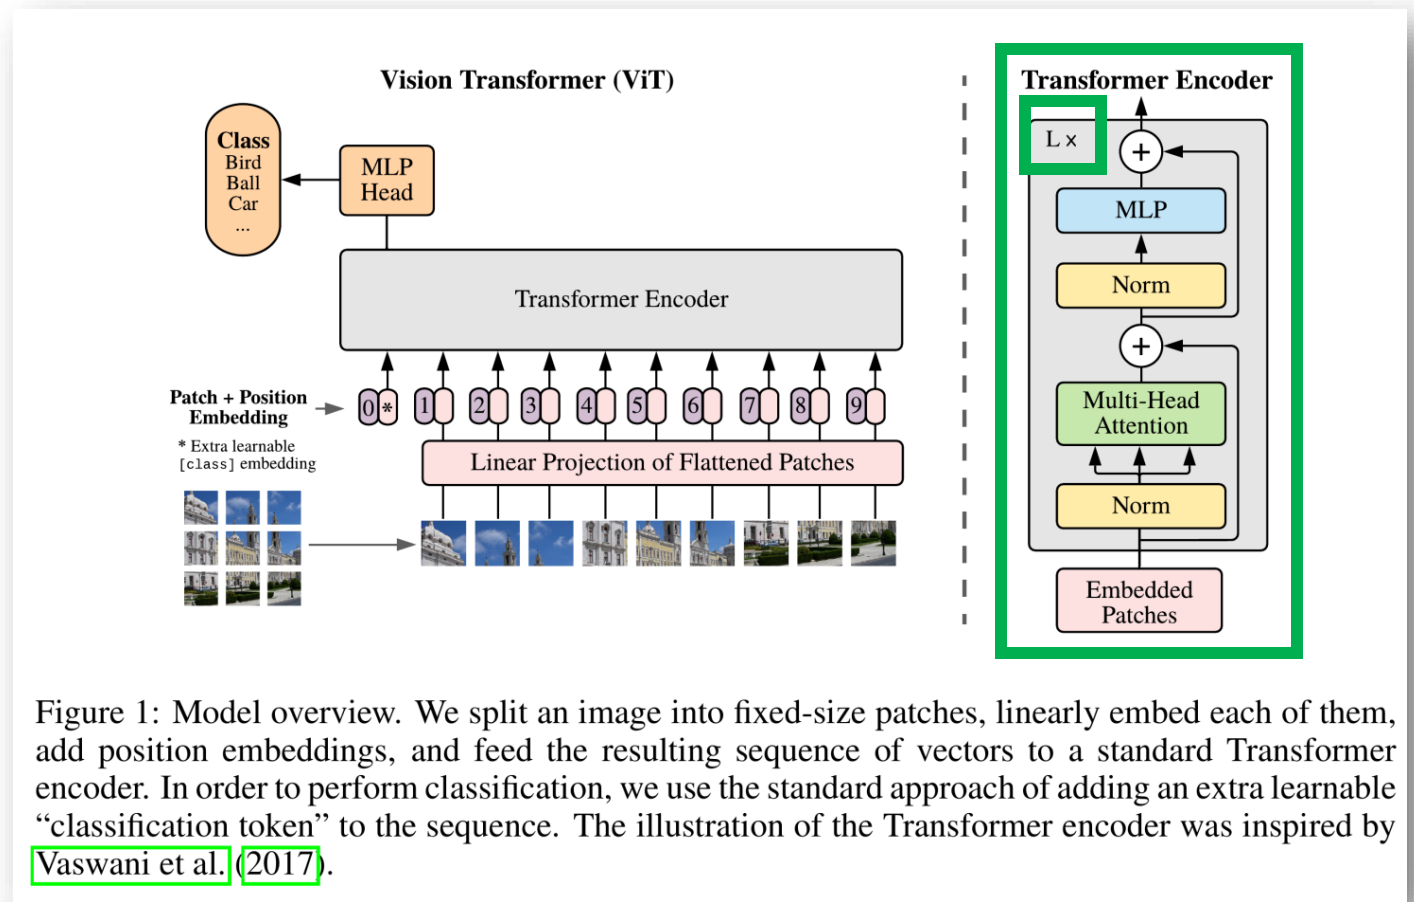 Vision Transformer (ViT)
Class
Bird
Ball
Car
...
MLP
Head
Transformer Encoder
Patch + Position
Embedding
* Extra learnable
[class] embedding
0 * 1 2 3 4 5 6 7 8 9
Linear Projection of Flattened Patches
Transformer Encoder
L x
+
MLP
Norm
+
Multi-Head
Attention
Norm
Embedded
Patches
Figure 1: Model overview. We split an image into fixed-size patches, linearly embed each of them,
add position embeddings, and feed the resulting sequence of vectors to a standard Transformer
encoder. In order to perform classification, we use the standard approach of adding an extra learnable
“classification token” to the sequence. The illustration of the Transformer encoder was inspired by
Vaswani et al. (2017).